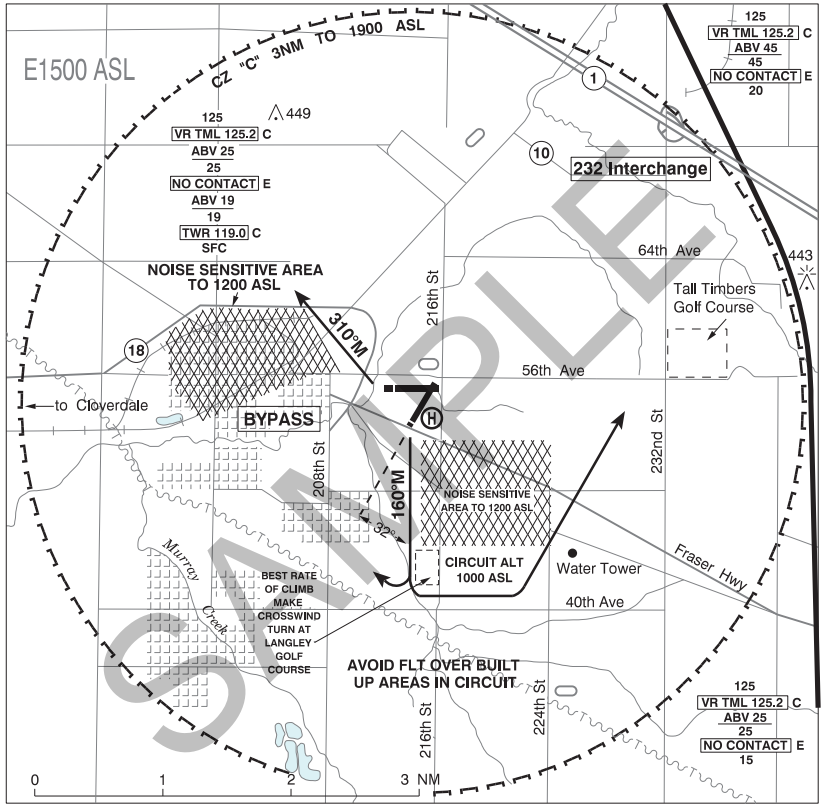 E1500 ASL
CZ "C" 3NM TO 1900 ASL
125
VR TML 125.2 C
ABV 45
45
NO CONTACT E
20
1
449
125
VR TML 125.2 C
ABV 25
25
NO CONTACT E
ABV 19
19
TWR 119.0 C
SFC
10
232 Interchange
64th Ave
443
NOISE SENSITIVE AREA
TO 1200 ASL
216th St
Tall Timbers
Golf Course
310°M
18
56th Ave
to Cloverdale
BYPASS
H
208th St
232nd St
160°M
NOISE SENSITIVE
AREA TO 1200 ASL
32°
CIRCUIT ALT
1000 ASL
Water Tower
Fraser Hwy
Murray
Creek
BEST RATE
OF CLIMB
MAKE
CROSSWIND
TURN AT
LANGLEY
GOLF
COURSE
40th Ave
AVOID FLT OVER BUILT
UP AREAS IN CIRCUIT
216th St
224th St
125
VR TML 125.2 C
ABV 25
25
NO CONTACT E
15
0 1 2 3 NM
SAMPLE